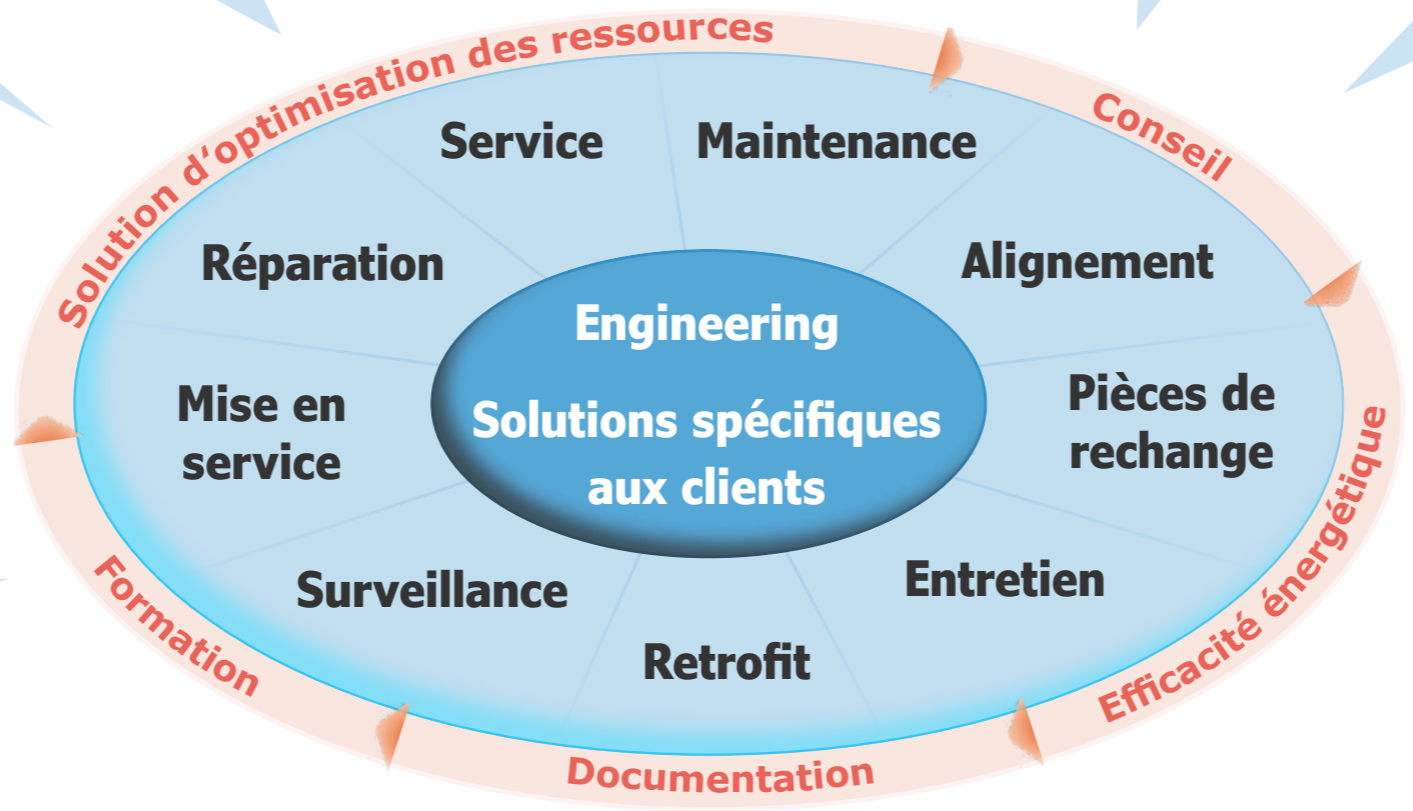 Solution d‘optimisation des ressources
Conseil
Service
Maintenance
Réparation
Alignement
Engineering
Solutions spécifiques
aux clients
Mise en
service
Pièces de
rechange
Surveillance
Entretien
Retrofit
Formation
Efficacité énergétique
Documentation